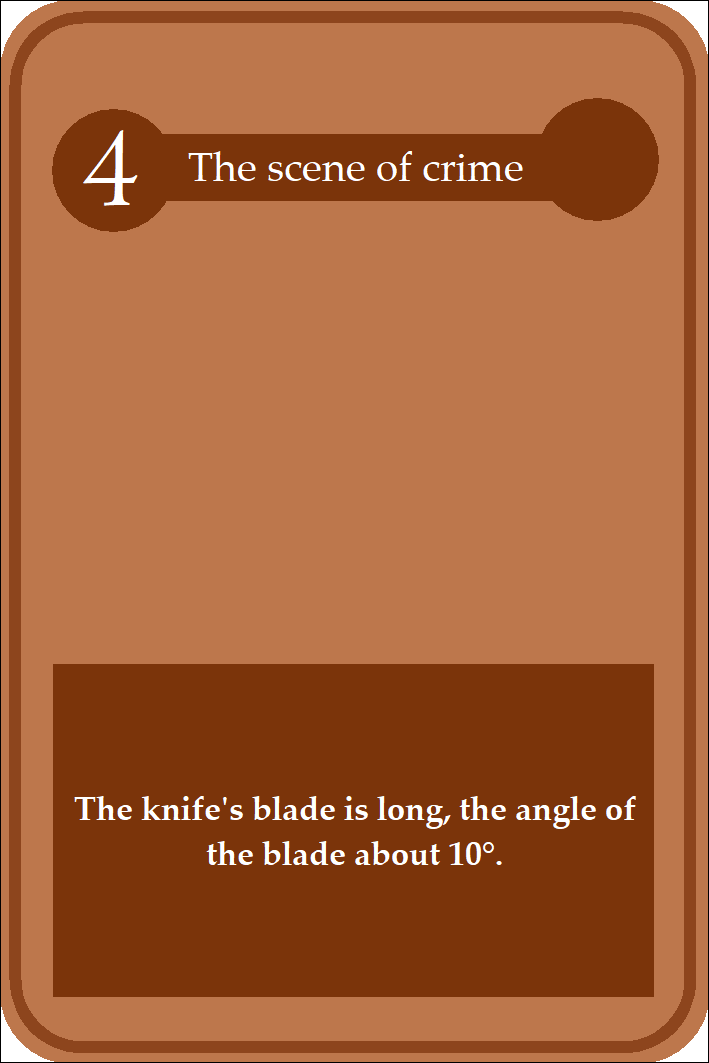 4
The scene of crime
The knife's blade is long, the angle of
the blade about 10°.